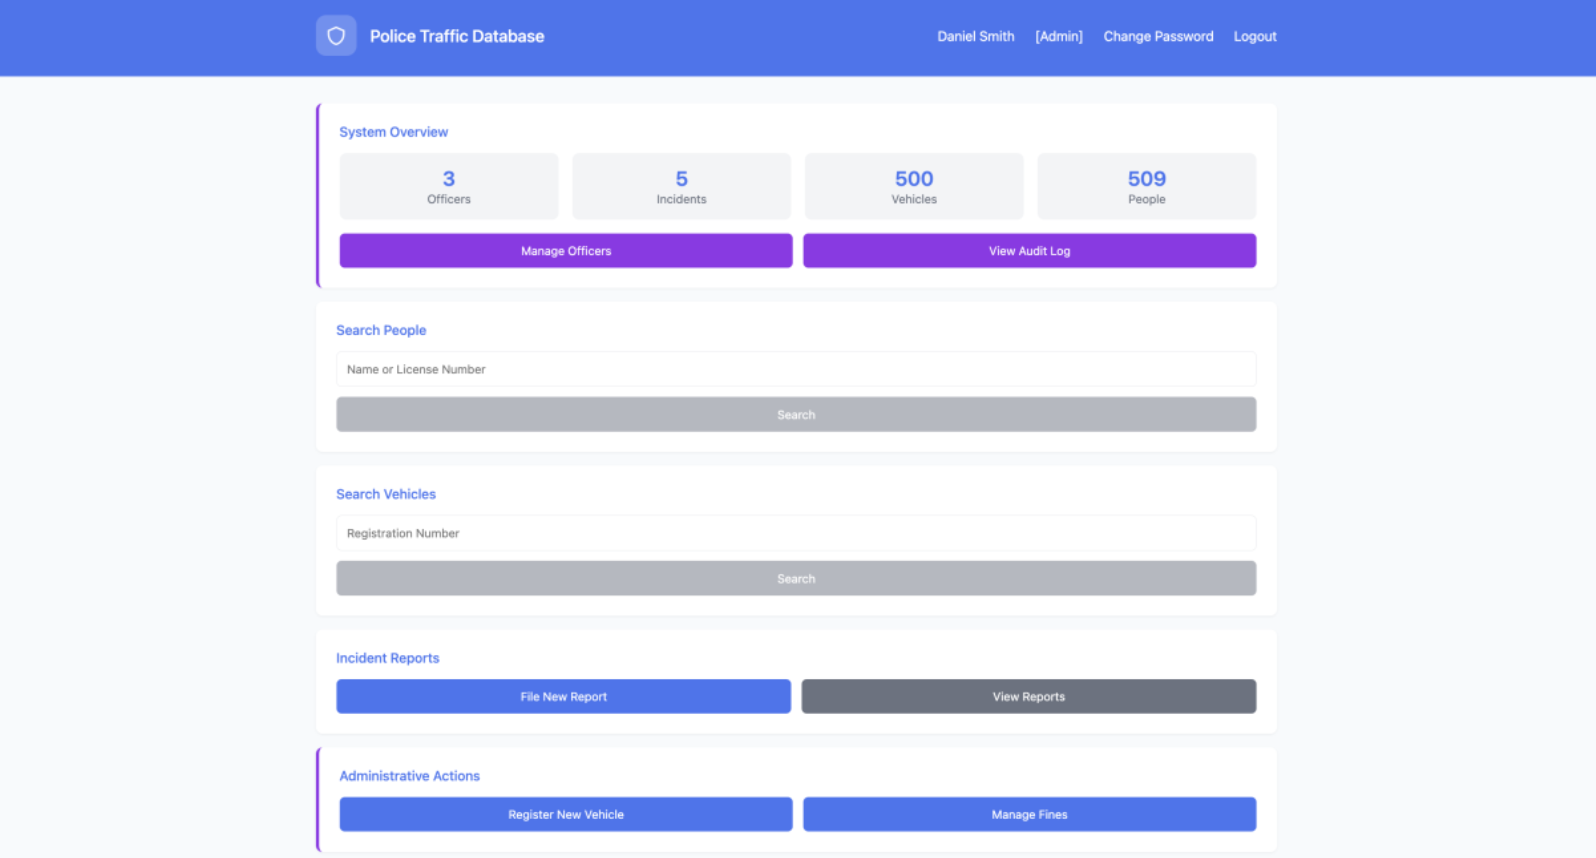 Police Traffic Database
Daniel Smith [Admin] Change Password Logout
System Overview
3 5 500 509
Officers Incidents Vehicles People
Manage Officers View Audit Log
Search People
Name or License Number
Search
Search Vehicles
Registration Number
Search
Incident Reports
File New Report View Reports
Administrative Actions
Register New Vehicle Manage Fines